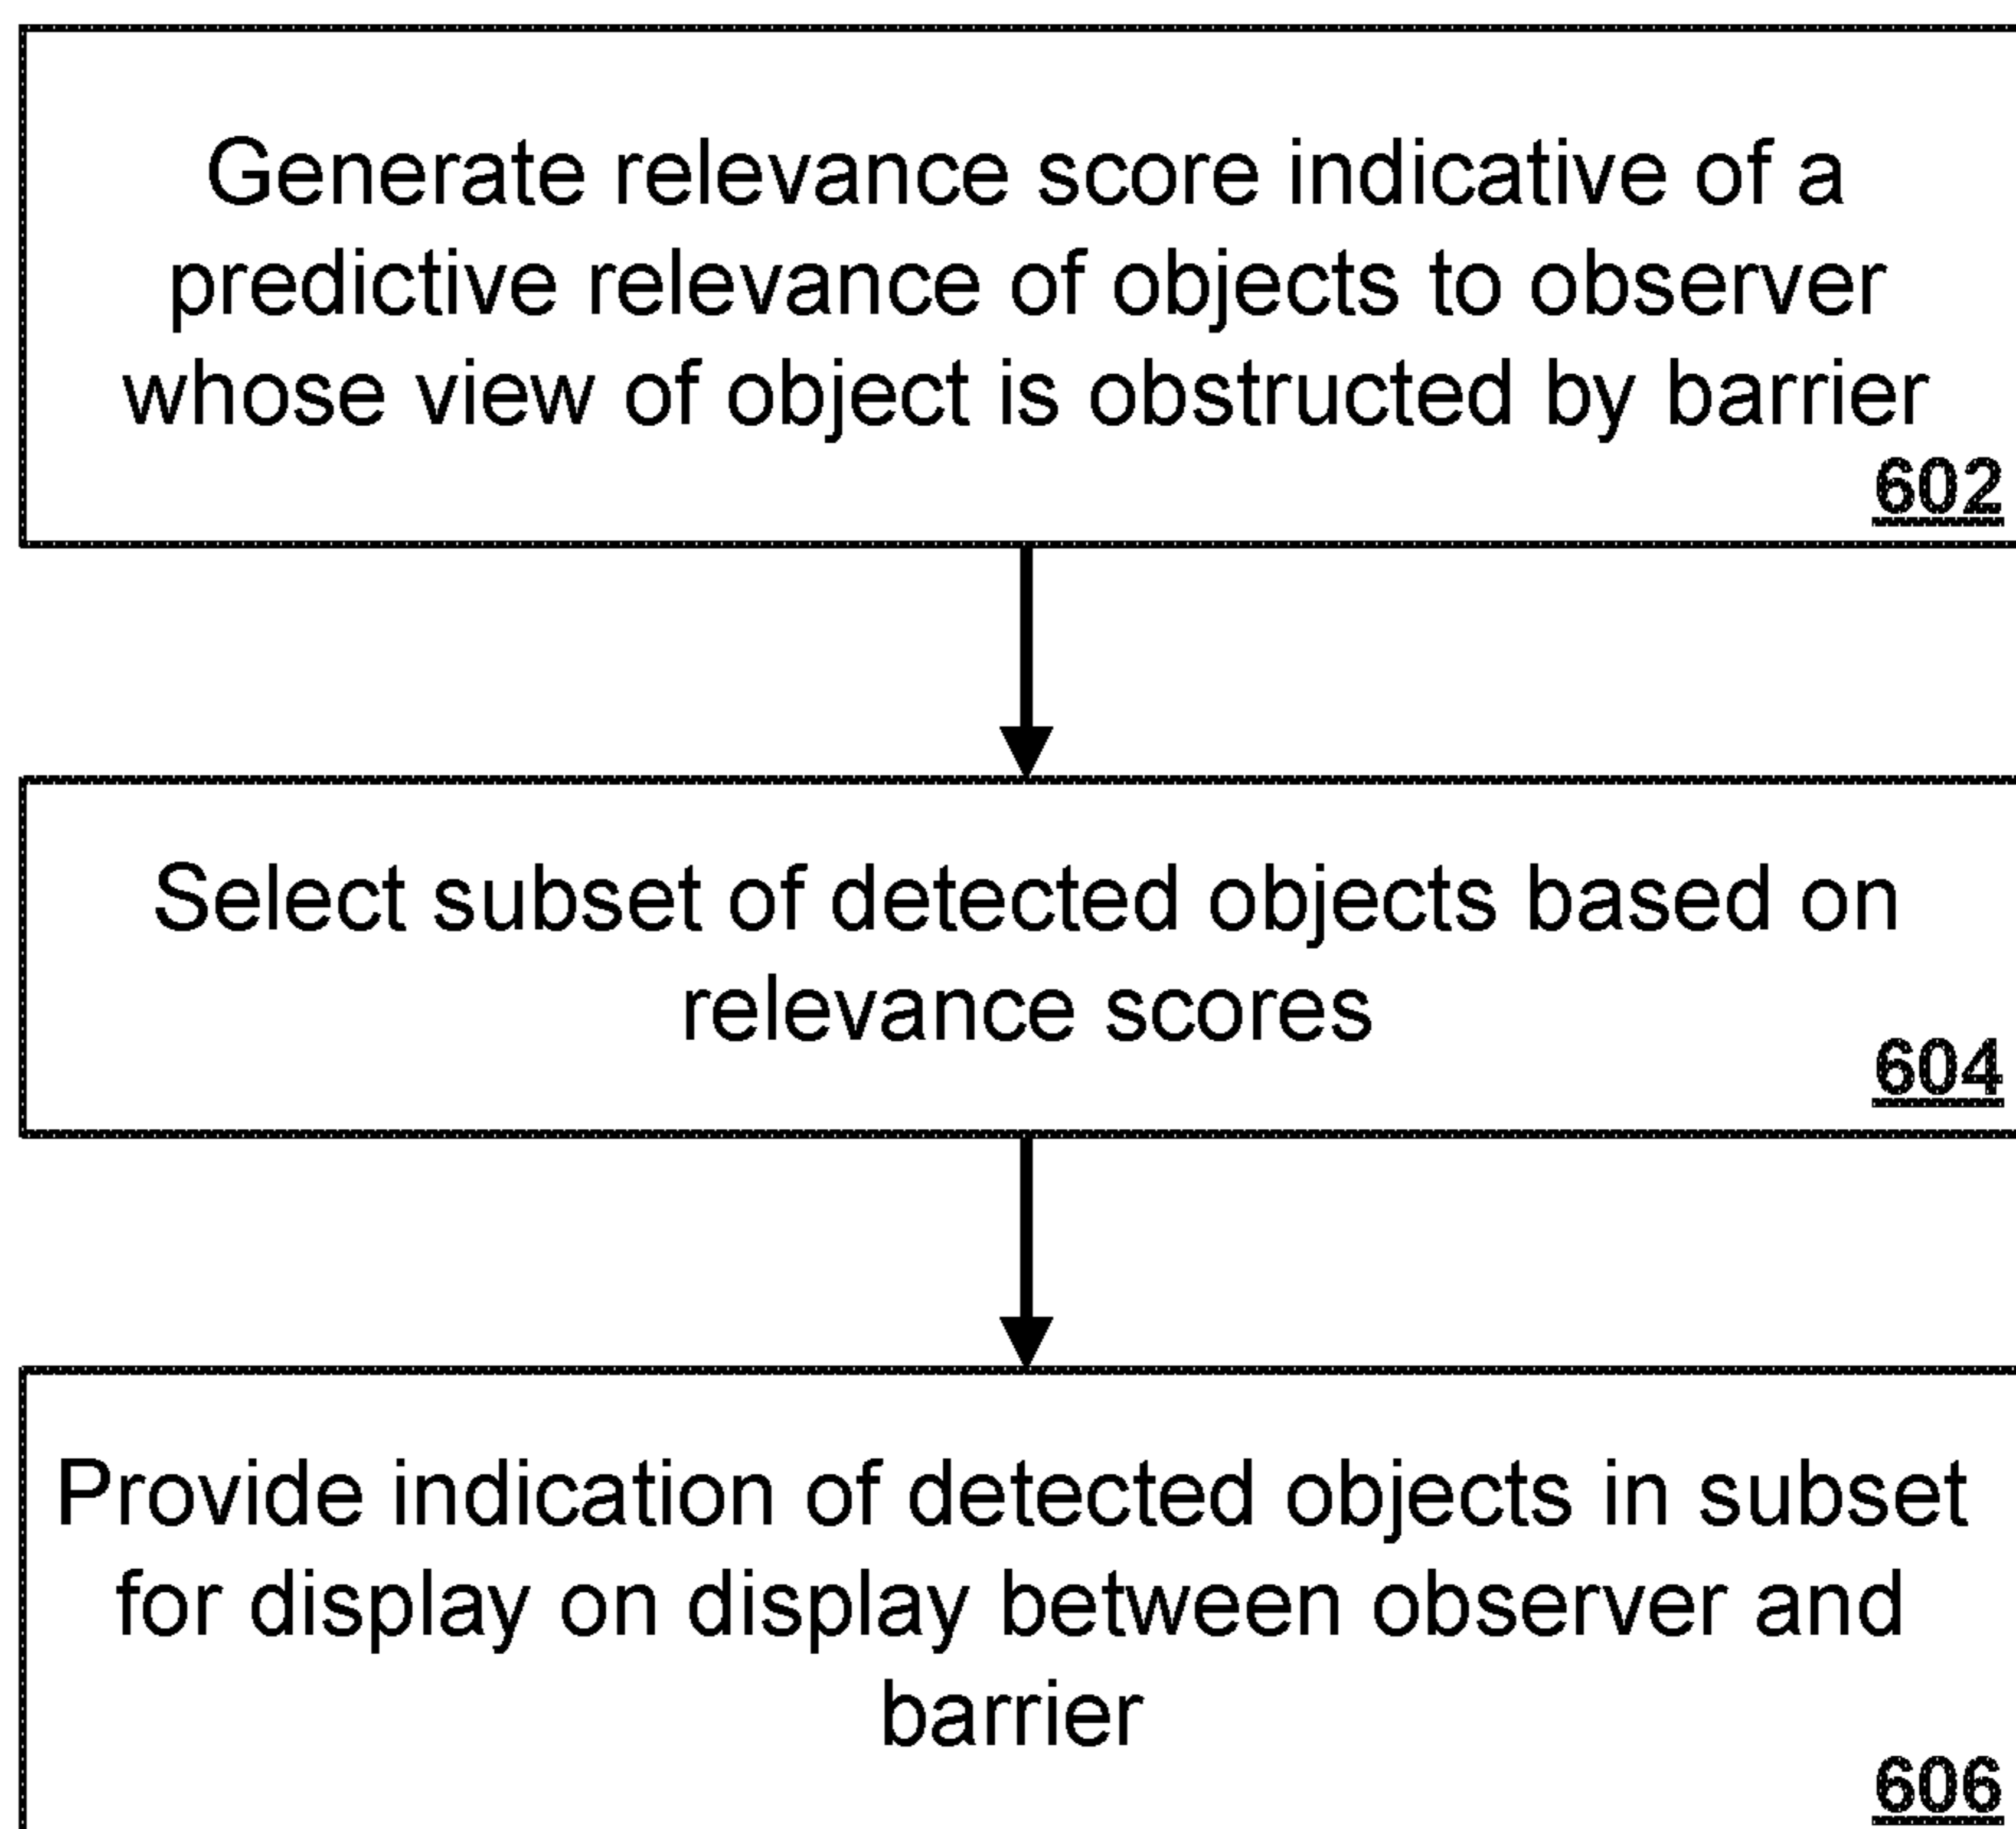 Generate relevance score indicative of a
predictive relevance of objects to observer
whose view of object is obstructed by barrier
602
Select subset of detected objects based on
relevance scores
604
Provide indication of detected objects in subset
for display on display between observer and
barrier
606